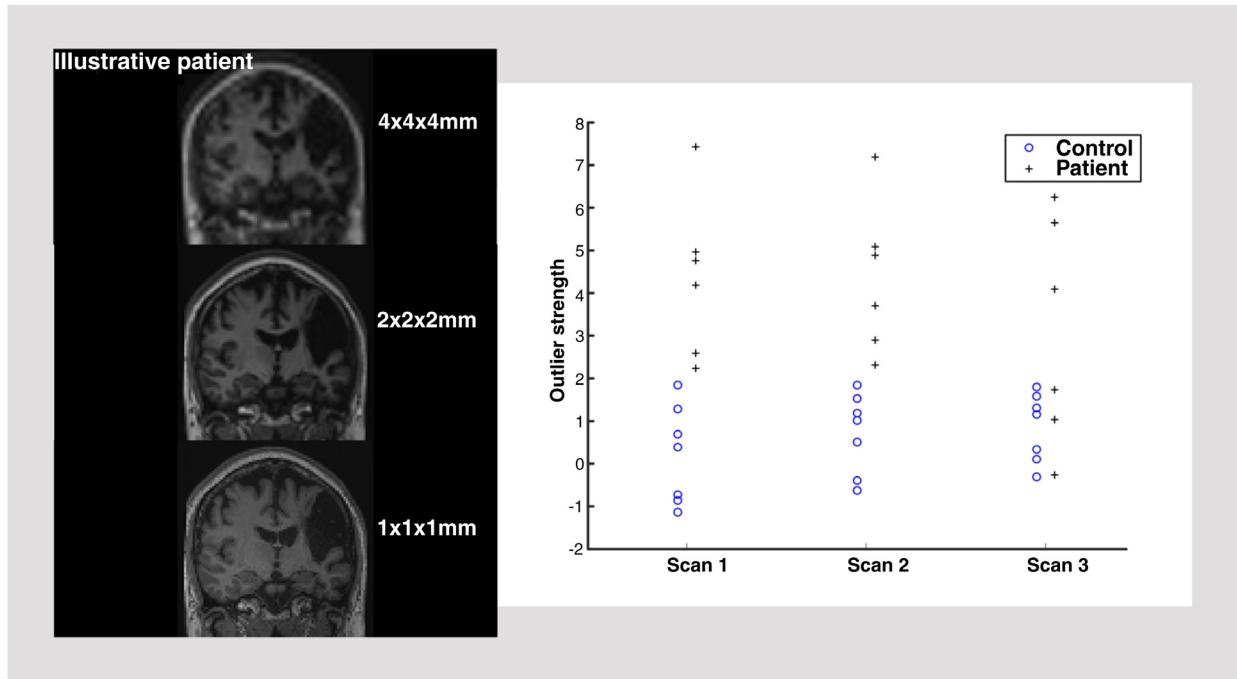 Illustrative patient
4x4x4mm
2x2x2mm
1x1x1mm
8
7
6
5
4
3
2
1
0
-1
-2
Outlier strength
Control
Patient
Scan 1
Scan 2
Scan 3